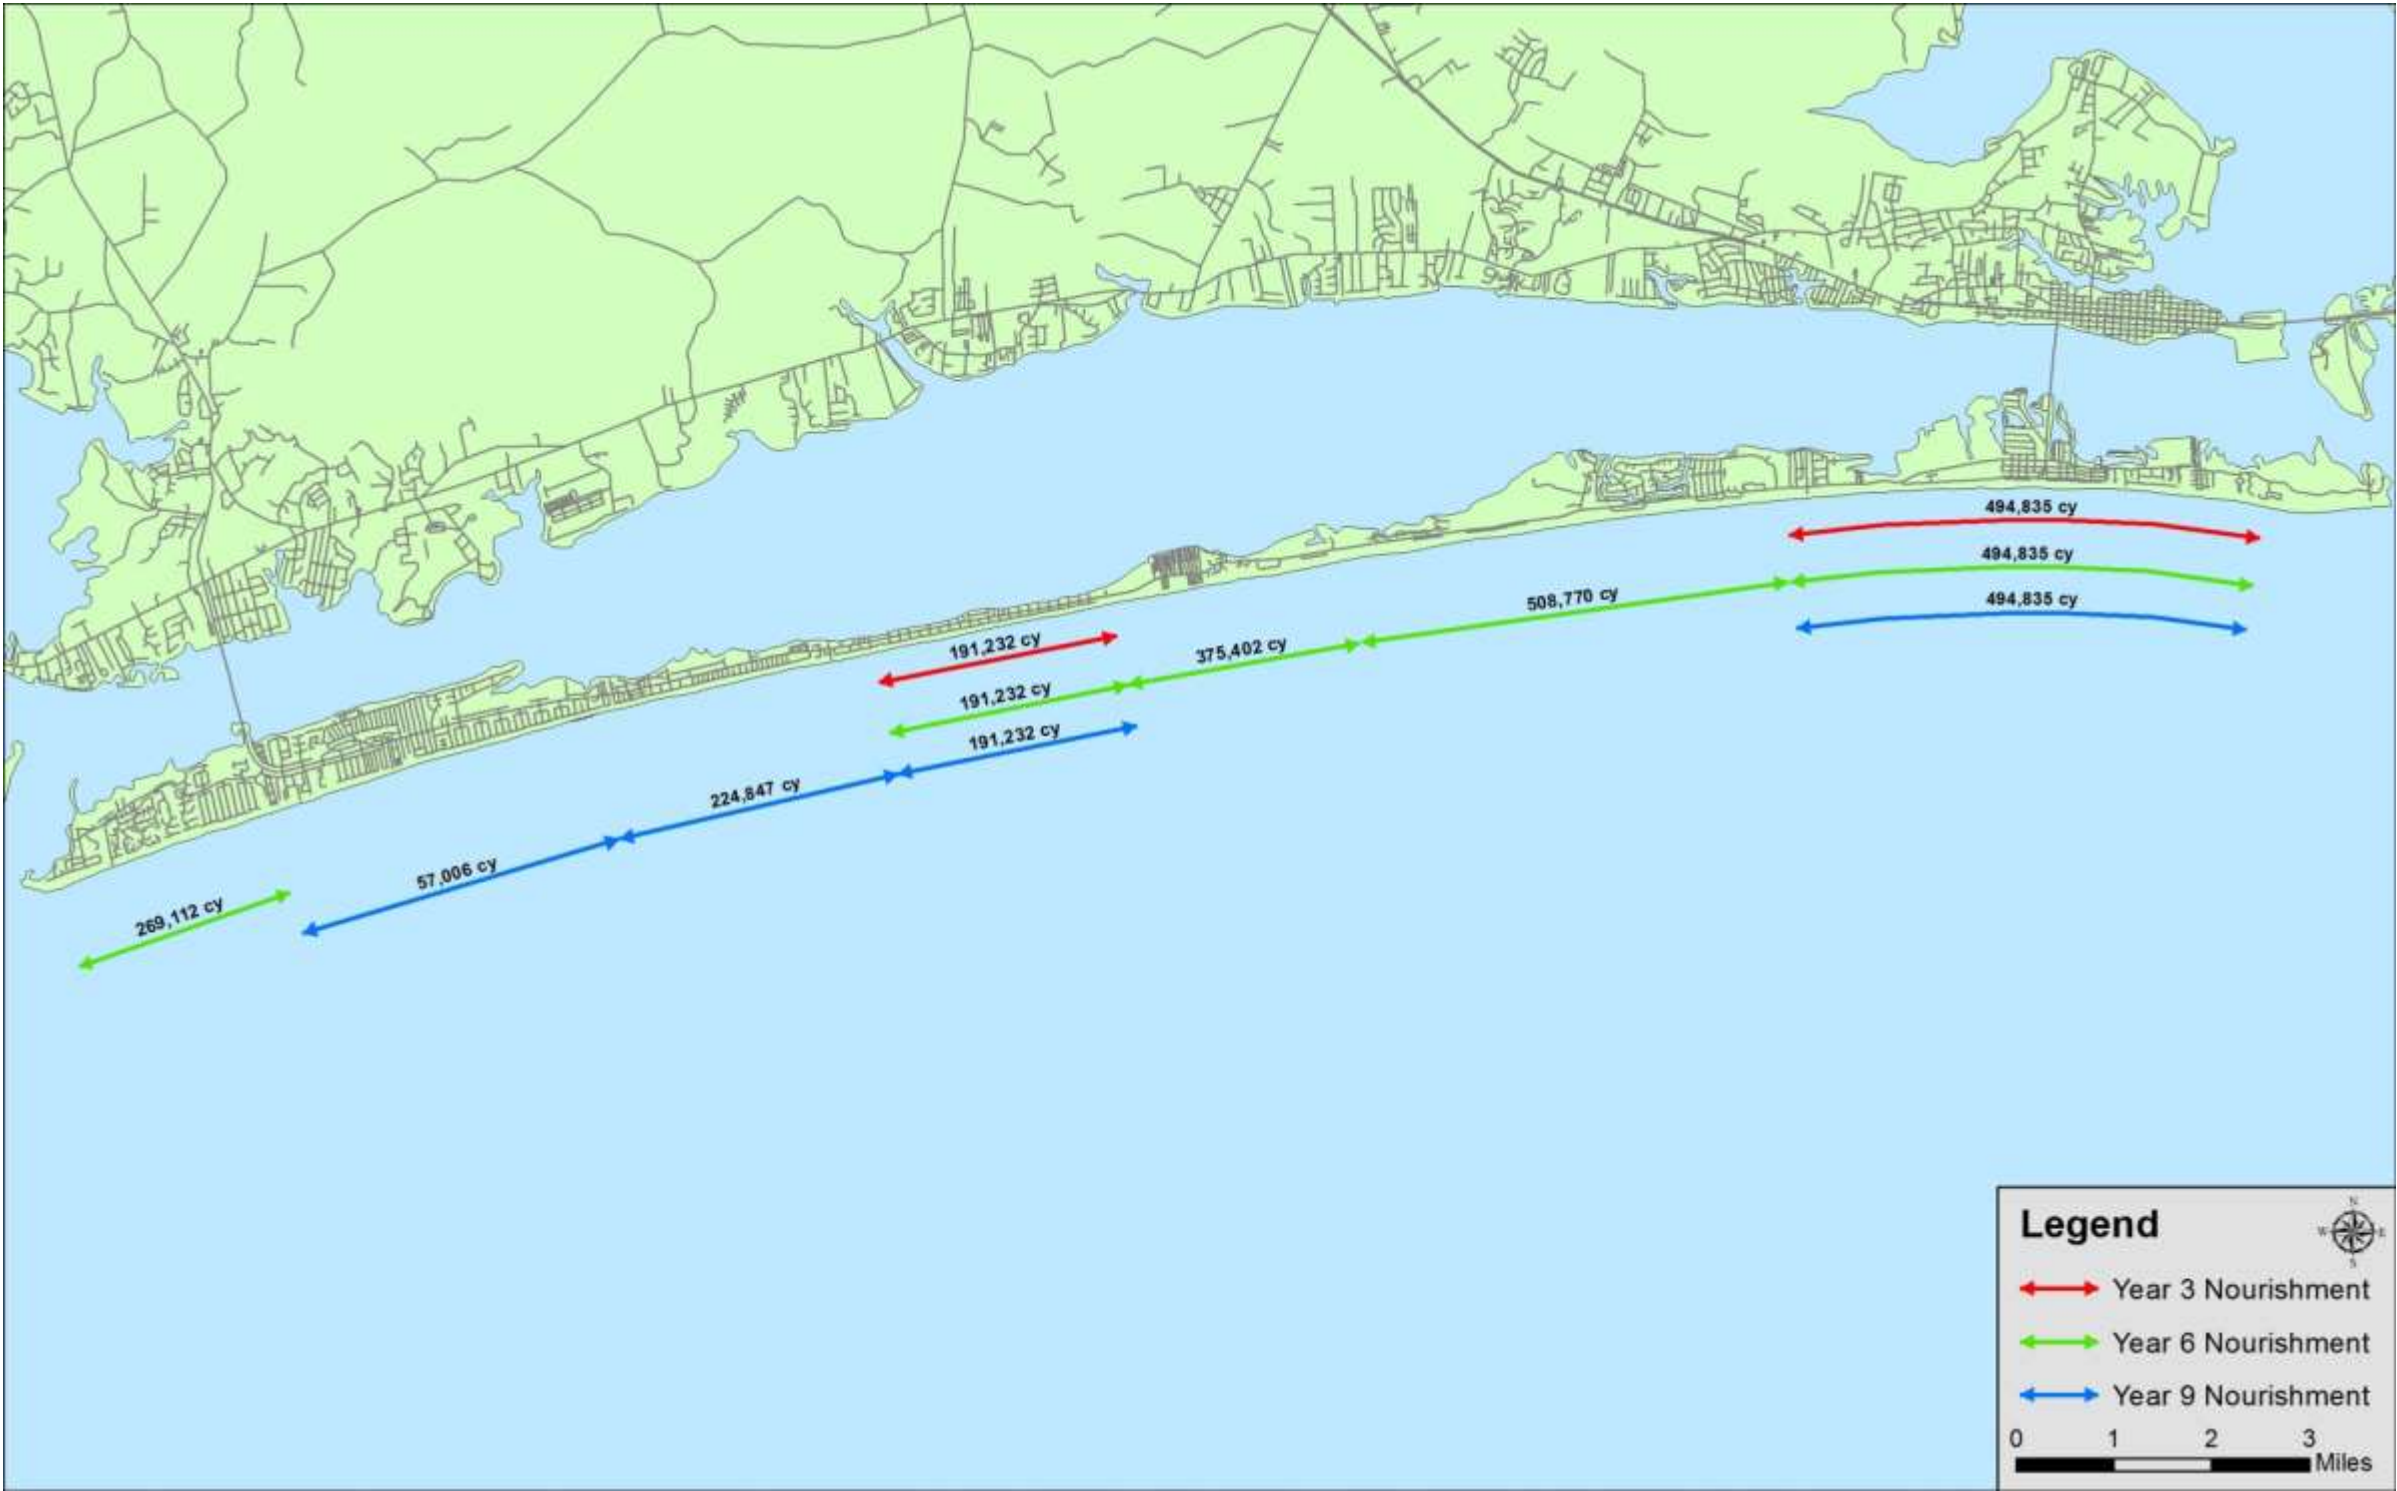 494,835 cy
494,835 cy
508,770 cy
494,835 cy
191,232 cy
375,402 cy
191,232 cy
191,232 cy
224,847 cy
57,006 cy
269,112 cy
Legend
N
W E
S
Year 3 Nourishment
Year 6 Nourishment
Year 9 Nourishment
0 1 2 3
Miles